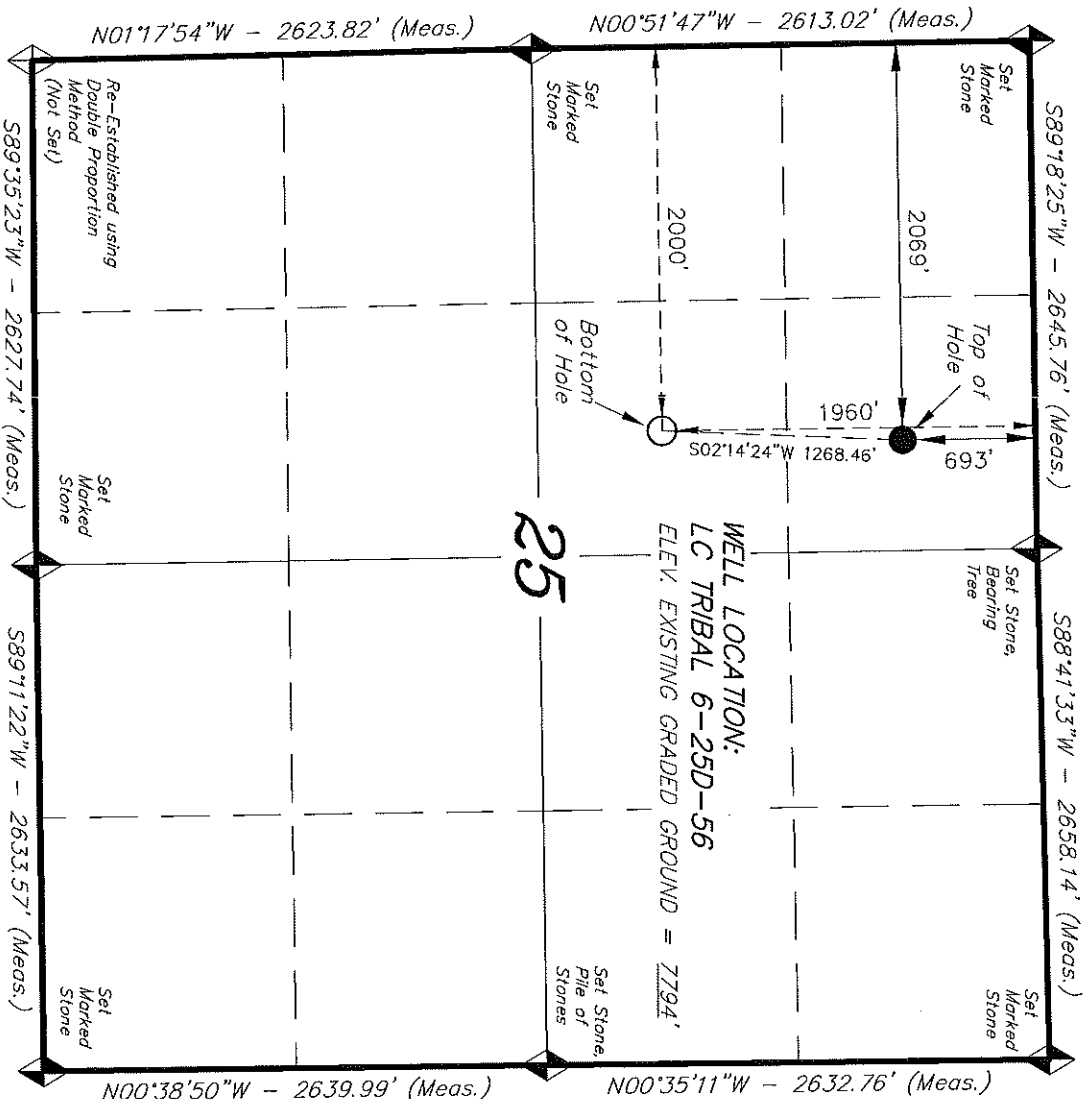 N01°17'54"W - 2623.82' (Meas.)
N00°51'47"W - 2613.02' (Meas.)
S89°18'25"W - 2645.76' (Meas.)
S88°41'33"W - 2658.14' (Meas.)
Set
Marked
Stone
Set Stone,
Bearing
Tree
Set
Marked
Stone
2069'
Top of
Hole
693'
1960'
S02°14'24"W 1268.46'
2000'
Bottom
of Hole
WELL LOCATION:
LC TRIBAL 6-25D-56
ELEV. EXISTING GRADED GROUND = 7794'
Set
Marked
Stone
25
Set Stone,
Pile of
Stones
Re-Established using
Double Proportion
Method
(Not Set)
Set
Marked
Stone
Set
Marked
Stone
S89°35'23"W - 2627.74' (Meas.)
S89°11'22"W - 2633.57' (Meas.)
N00°38'50"W - 2639.99' (Meas.)
N00°35'11"W - 2632.76' (Meas.)